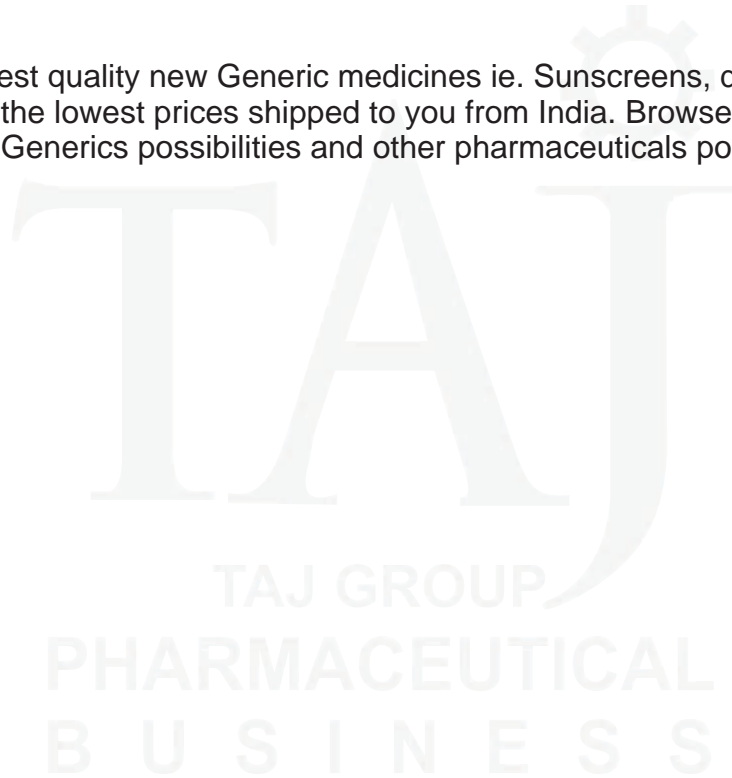 est quality new Generic medicines ie. Sunscreens,
the lowest prices shipped to you from India. Browse
Generics possibilities and other pharmaceuticals
TAJ
TAJ GROUP
PHARMACEUTICAL
BUSINESS